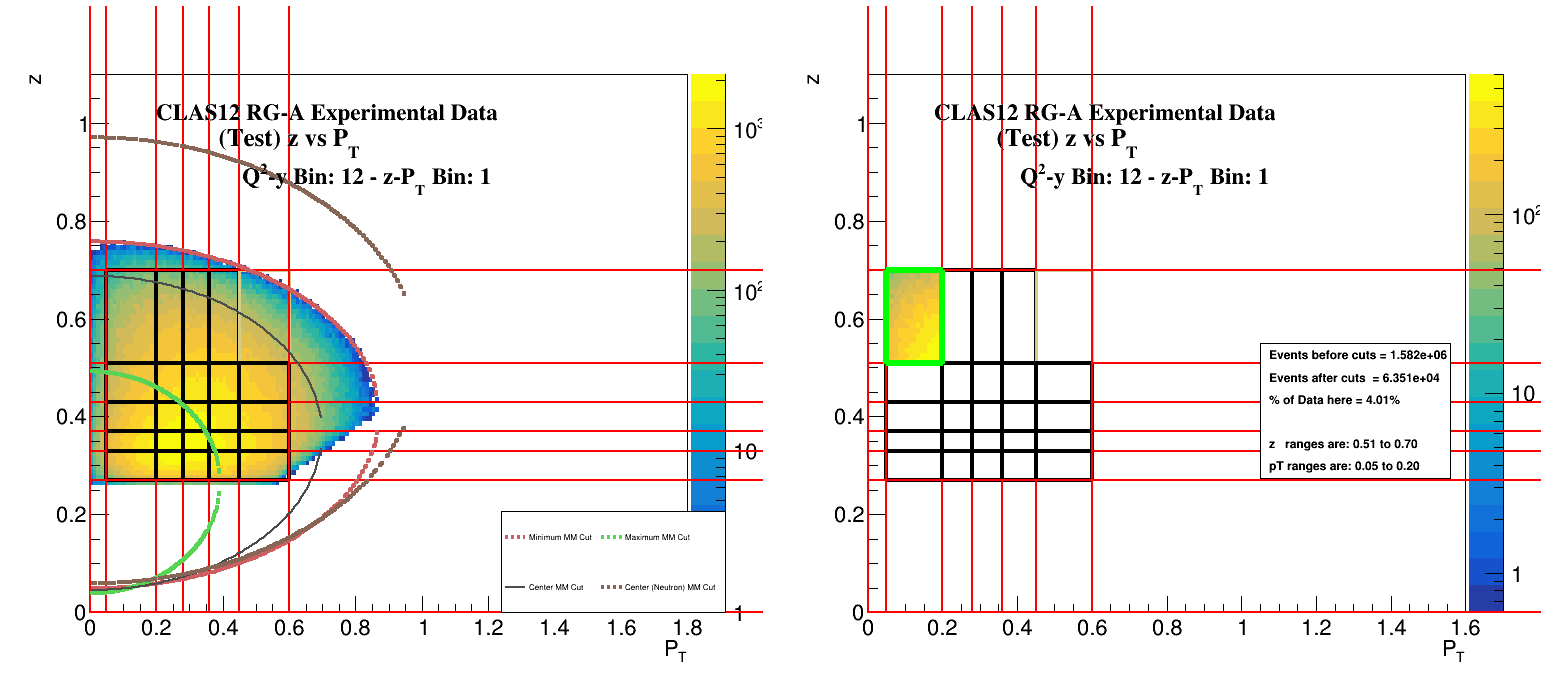 z
CLAS12 RG-A Experimental Data
(Test) z vs P_T
Q²-y Bin: 12 - z-P_T Bin: 1
1
0.8
0.6
0.4
0.2
0
0 0.2 0.4 0.6 0.8 1 1.2 1.4 1.6 1.8
P_T
10³
10²
10
1
Minimum MM Cut Maximum MM Cut
Center MM Cut Center (Neutron) MM Cut
z
CLAS12 RG-A Experimental Data
(Test) z vs P_T
Q²-y Bin: 12 - z-P_T Bin: 1
1
0.8
0.6
0.4
0.2
0
0 0.2 0.4 0.6 0.8 1 1.2 1.4 1.6
P_T
10²
10
1
Events before cuts = 1.582e+06
Events after cuts = 6.351e+04
% of Data here = 4.01%
z ranges are: 0.51 to 0.70
pT ranges are: 0.05 to 0.20